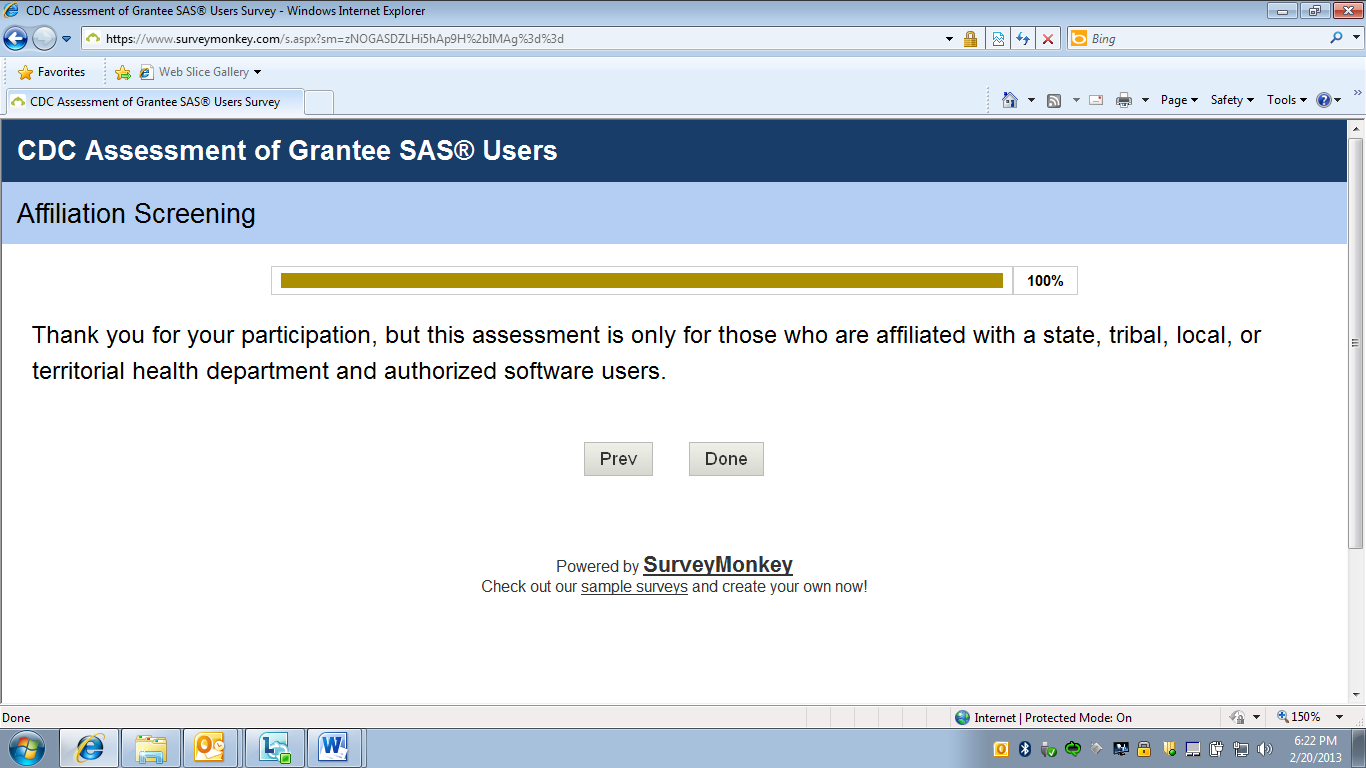 CDC Assessment of Grantee SAS® Users Survey - Windows Internet Explorer
https://www.surveymonkey.com/s.aspx?sm=zNOGASDZLHi5hAp9H%2bIMAg%3d%3d
Bing
Favorites
Web Slice Gallery
CDC Assessment of Grantee SAS® Users Survey
Page
Safety
Tools
CDC Assessment of Grantee SAS® Users
Affiliation Screening
100%
Thank you for your participation, but this assessment is only for those who are affiliated with a state, tribal, local, or
territorial health department and authorized software users.
Prev
Done
Powered by SurveyMonkey
Check out our sample surveys and create your own now!
Done
Internet | Protected Mode: On
150%
6:22 PM
2/20/2013